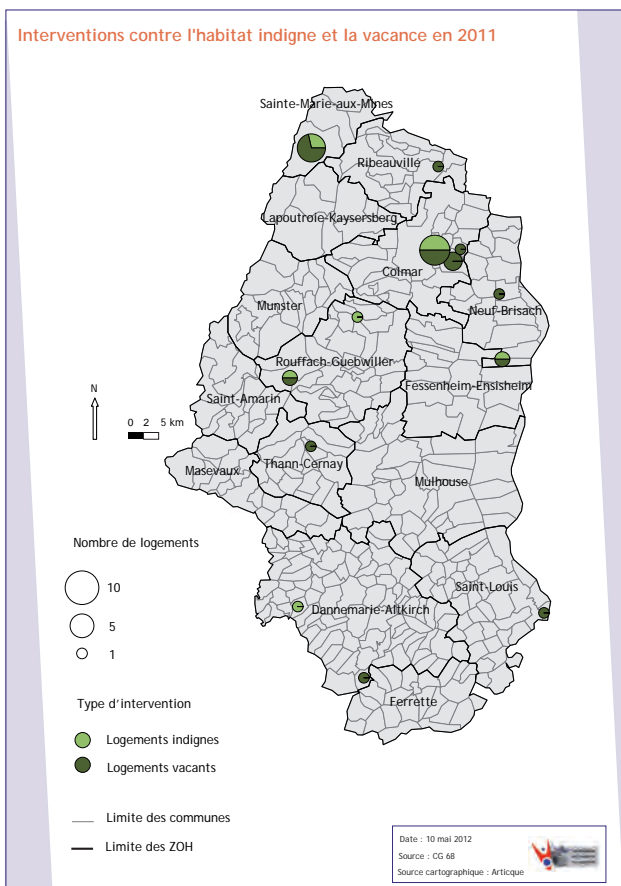 Interventions contre l'habitat indigne et la vacance en 2011
Sainte-Marie-aux-Mines
Ribeauvillé
Lapoutroie-Kaysersberg
Colmar
Munster
Neuf-Brisach
Rouffach-Guebwiller
Fessenheim-Ensisheim
Saint-Amarin
N
0 2 5 km
Masevaux
Thann-Cernay
Mulhouse
Nombre de logements
10
5
1
Saint-Louis
Dannemarie-Altkirch
Ferrette
Type d'intervention
Logements indignes
Logements vacants
Limite des communes
Limite des ZOH
Date : 10 mai 2012
Source : CG 68
Source cartographique : Articque